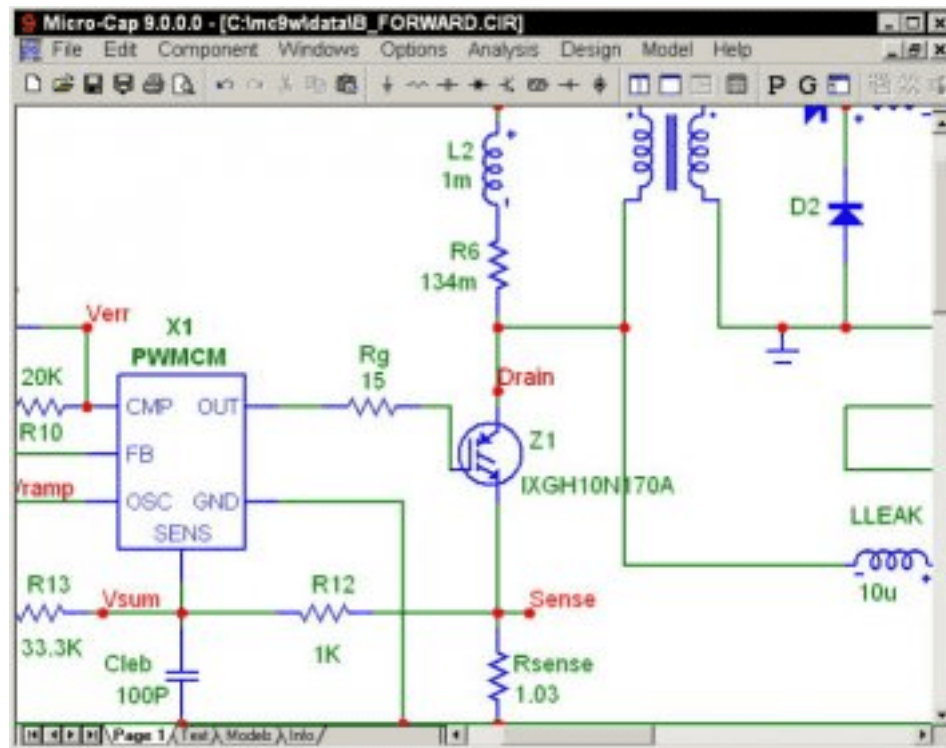 Micro-Cap 9.0.0.0 - [C:\mc9w\data\B_FORWARD.CIR]
File Edit Component Windows Options Analysis Design Model Help
P G
L2
1m
D2
R6
134m
Verr
X1
PWMCM
Rg
15
Drain
20K
CMP OUT
R10
Z1
FB
IXGH10N170A
OSC GND
LLEAK
SENS
10u
R13
Vsum
R12
Sense
33.3K
1K
Cleb
100P
Rsense
1.03
Page 1 Text Models Info